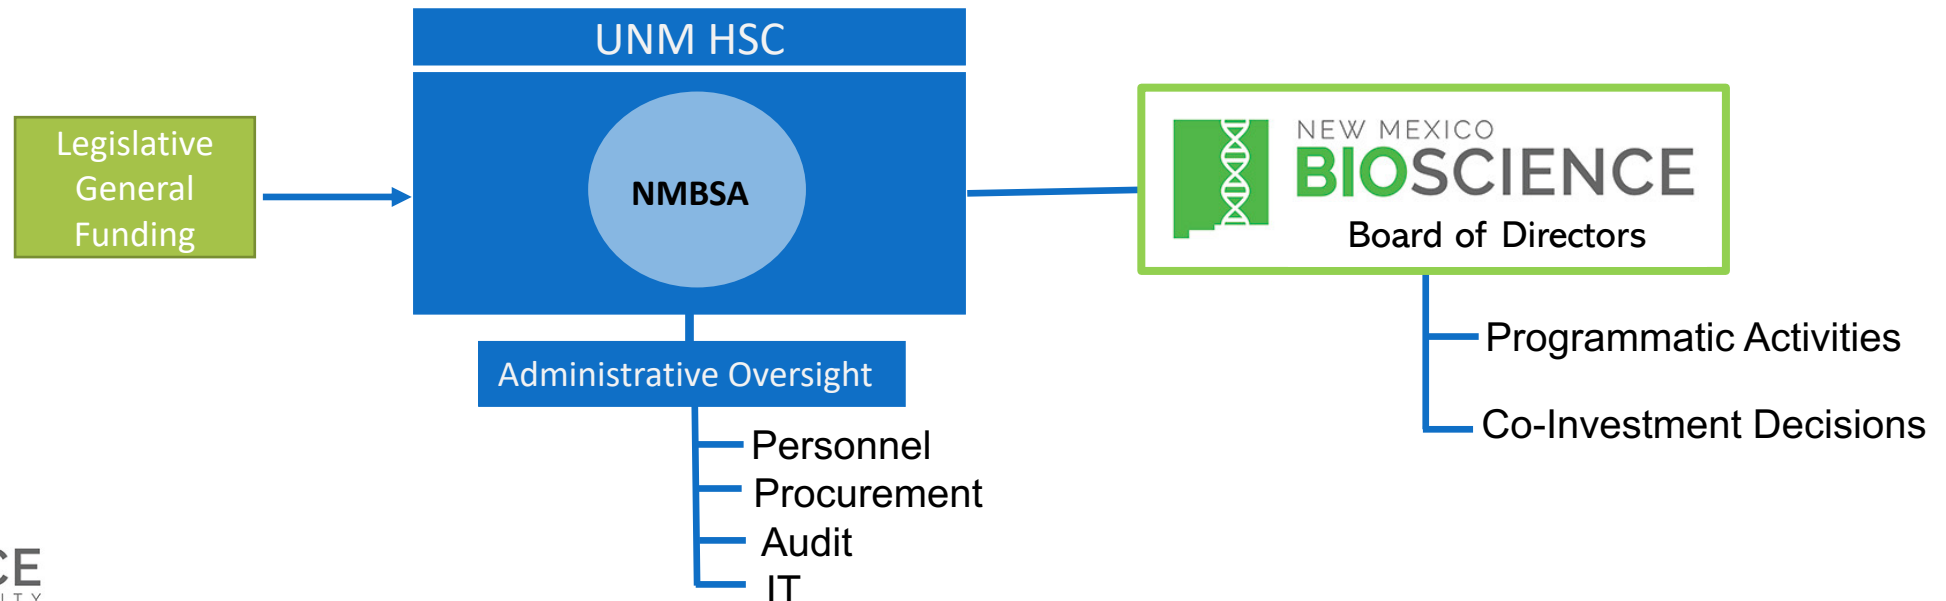 UNM HSC
Legislative
General
Funding
NMBSA
NEW MEXICO
BIOSCIENCE
Board of Directors
Administrative Oversight
Programmatic Activities
Co-Investment Decisions
Personnel
Procurement
Audit
IT